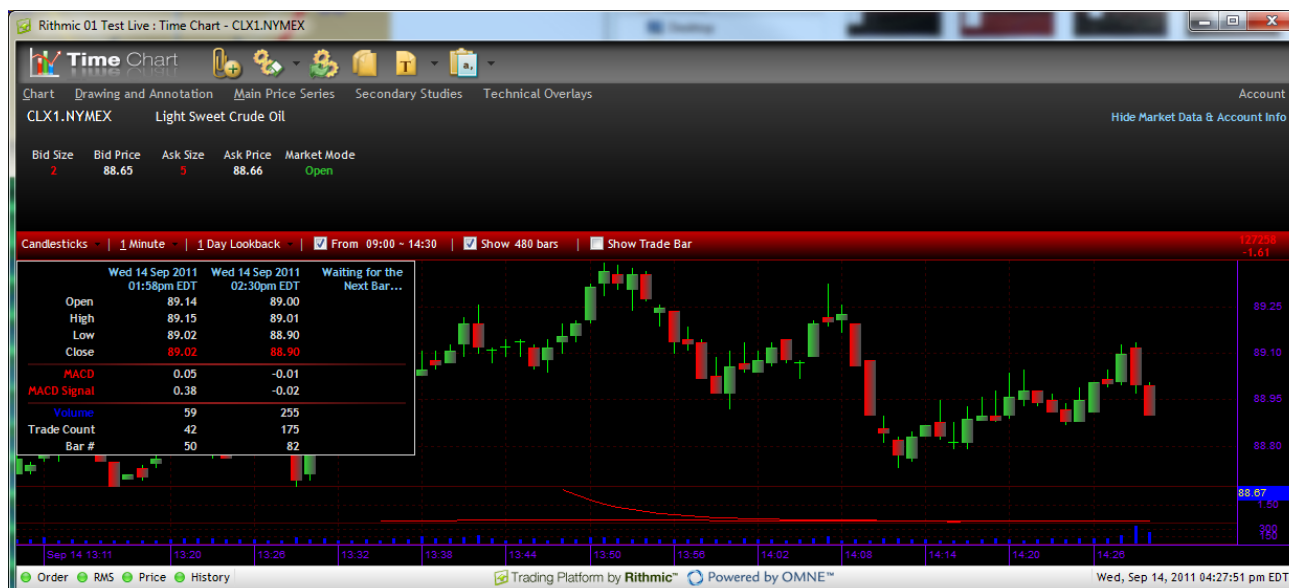 Rithmic 01 Test Live : Time Chart - CLX1.NYMEX
Time Chart
Chart Drawing and Annotation Main Price Series Secondary Studies Technical Overlays Account
CLX1.NYMEX Light Sweet Crude Oil Hide Market Data & Account Info
Bid Size Bid Price Ask Size Ask Price Market Mode
2 88.65 5 88.66 Open
Candlesticks | 1 Minute | 1 Day Lookback | From 09:00 ~ 14:30 | Show 480 bars | Show Trade Bar
127258
-1.61
Wed 14 Sep 2011 Wed 14 Sep 2011 Waiting for the
01:58pm EDT 02:30pm EDT Next Bar...
Open 89.14 89.00
High 89.15 89.01
Low 89.02 88.90
Close 89.02 88.90
MACD 0.05 -0.01
MACD Signal 0.38 -0.02
Volume 59 255
Trade Count 42 175
Bar # 50 82
89.25
89.10
88.95
88.80
88.67
1.50
300
150
Sep 14 13:11 13:20 13:26 13:32 13:38 13:44 13:50 13:56 14:02 14:08 14:14 14:20 14:26
Order RMS Price History Trading Platform by Rithmic™ Powered by OMNE™ Wed, Sep 14, 2011 04:27:51 pm EDT